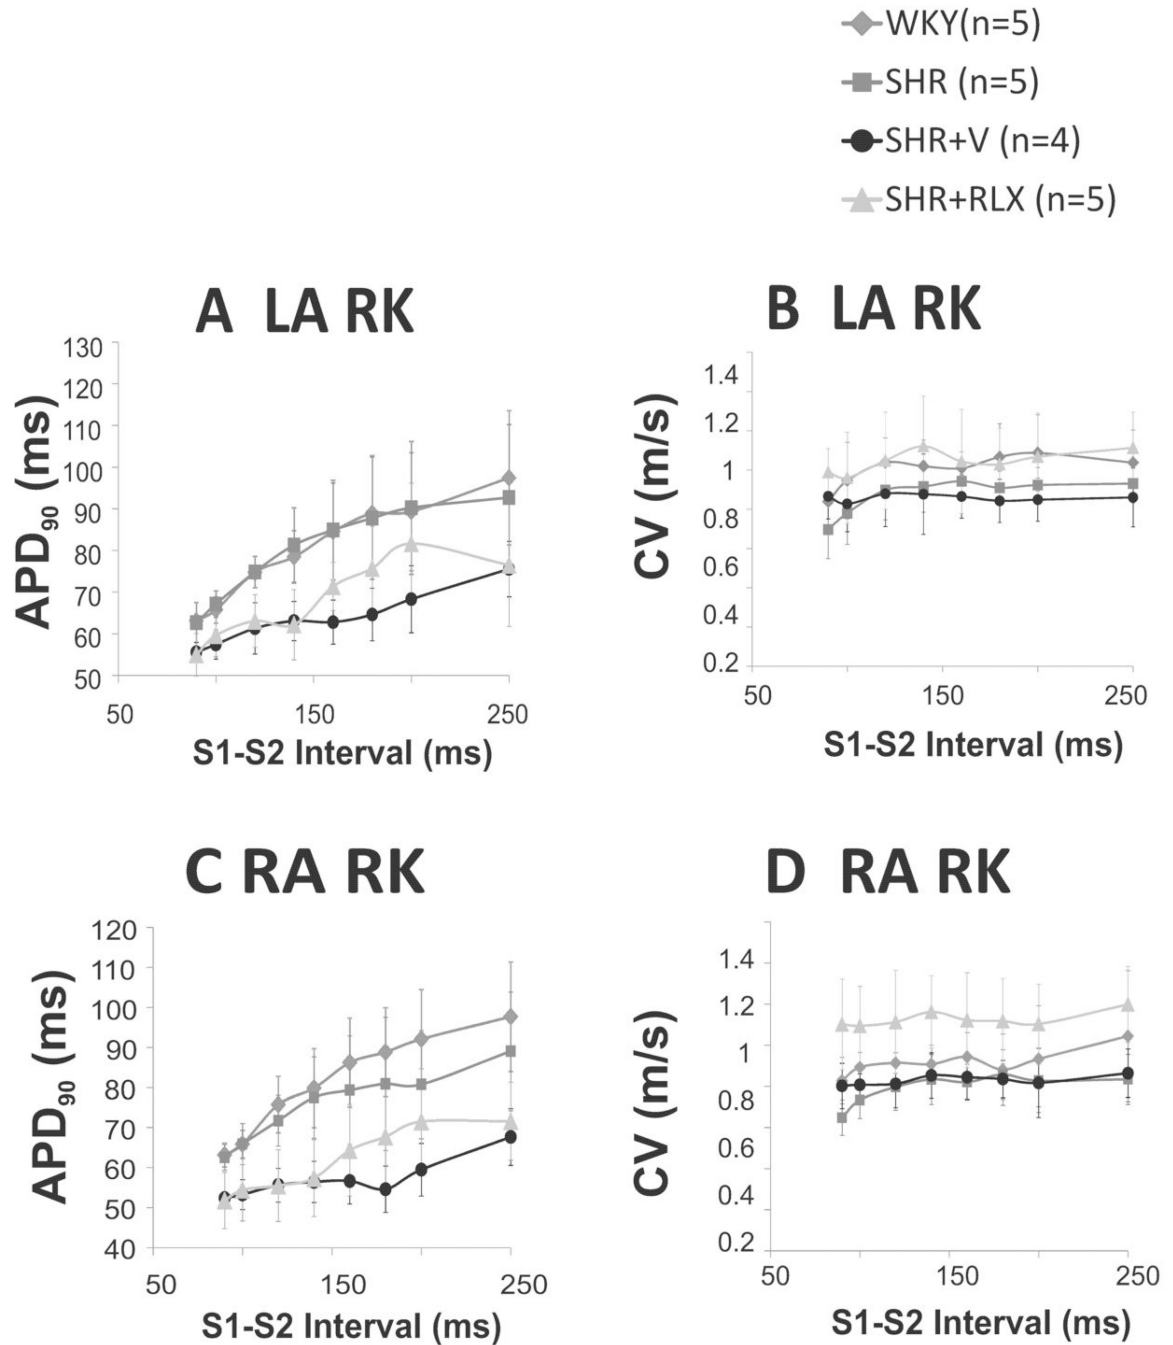 WKY(n=5)
SHR (n=5)
SHR+V (n=4)
SHR+RLX (n=5)
A LA RK
130
120
110
100
90
80
70
60
50
APD90 (ms)
50 150 250
S1-S2 Interval (ms)
B LA RK
1.4
1.2
1
0.8
0.6
0.4
0.2
CV (m/s)
50 150 250
S1-S2 Interval (ms)
C RA RK
120
110
100
90
80
70
60
50
40
APD90 (ms)
50 150 250
S1-S2 Interval (ms)
D RA RK
1.4
1.2
1
0.8
0.6
0.4
0.2
CV (m/s)
50 150 250
S1-S2 Interval (ms)